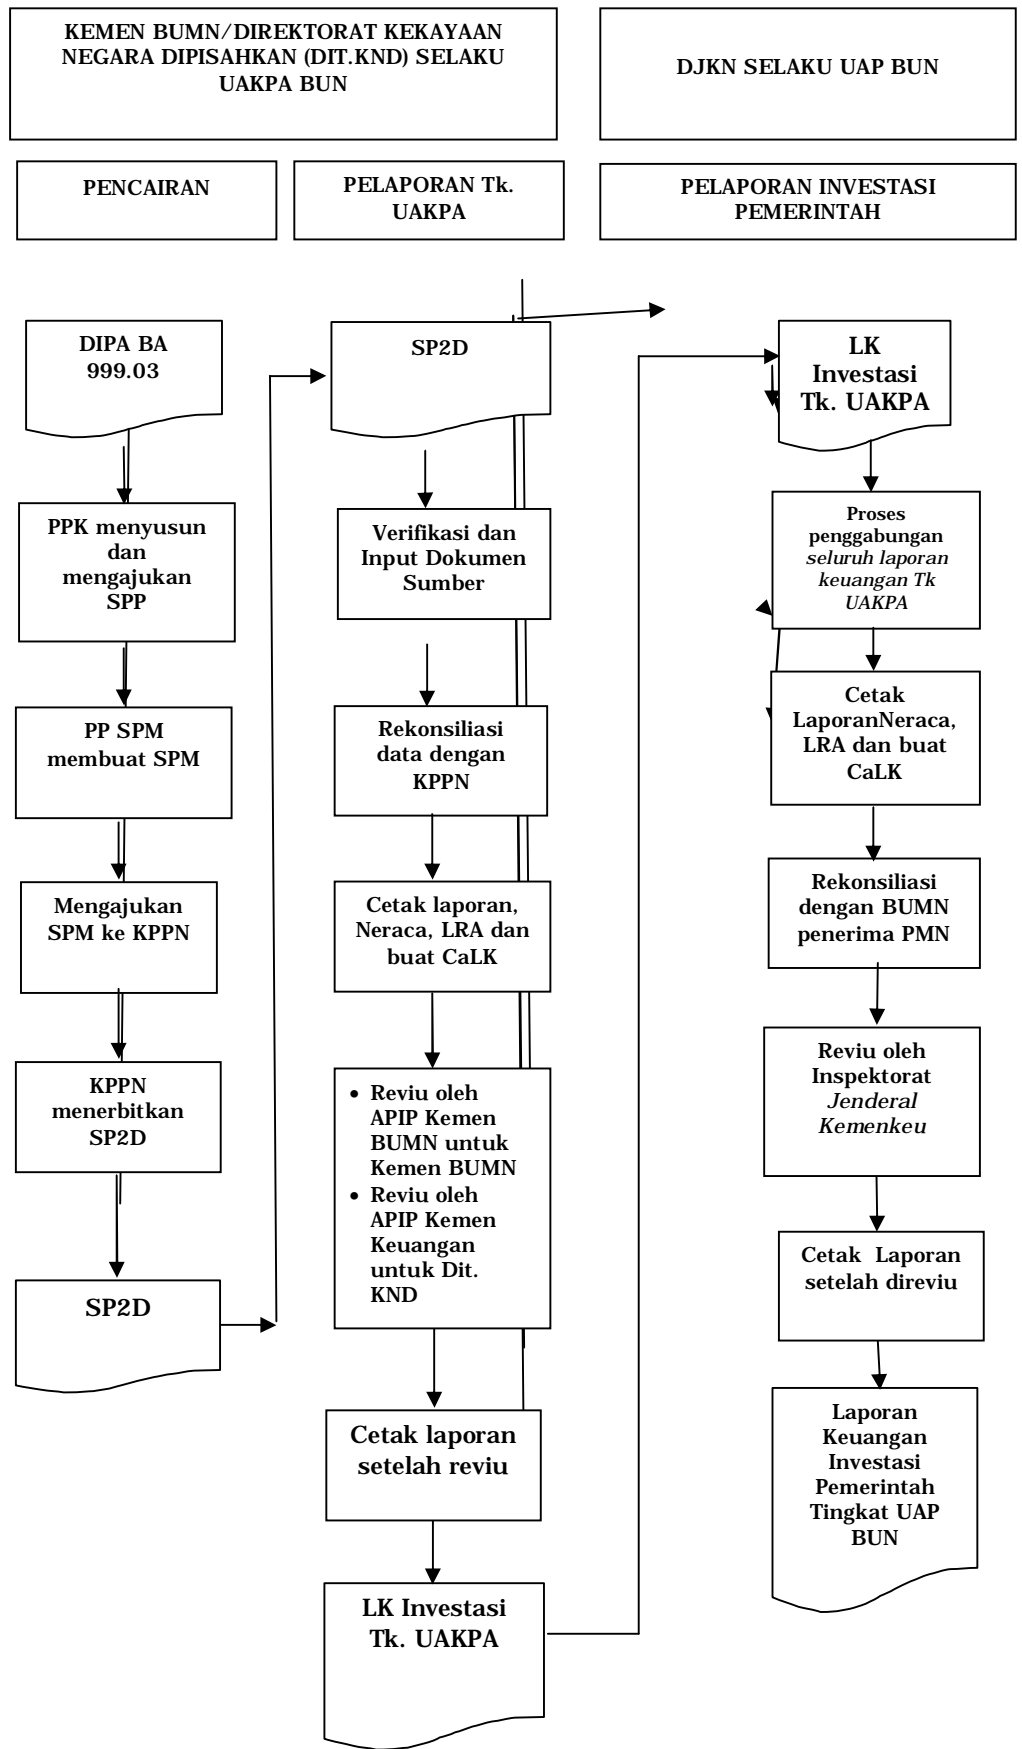 KEMEN BUMN/DIREKTORAT KEKAYAAN
NEGARA DIPISAHKAN (DIT.KND) SELAKU
UAKPA BUN
DJKN SELAKU UAP BUN
PENCAIRAN
PELAPORAN Tk.
UAKPA
PELAPORAN INVESTASI
PEMERINTAH
DIPA BA
999.03
PPK menyusun
dan
mengajukan
SPP
PP SPM
membuat SPM
Mengajukan
SPM ke KPPN
KPPN
menerbitkan
SP2D
SP2D
SP2D
Verifikasi dan
Input Dokumen
Sumber
Rekonsiliasi
data dengan
KPPN
Cetak laporan,
Neraca, LRA dan
buat CaLK
• Reviu oleh
APIP Kemen
BUMN untuk
Kemen BUMN
• Reviu oleh
APIP Kemen
Keuangan
untuk Dit.
KND
Cetak laporan
setelah reviu
LK Investasi
Tk. UAKPA
LK
Investasi
Tk. UAKPA
Proses
penggabungan
seluruh laporan
keuangan Tk
UAKPA
Cetak
LaporanNeraca,
LRA dan buat
CaLK
Rekonsiliasi
dengan BUMN
penerima PMN
Reviu oleh
Inspektorat
Jenderal
Kemenkeu
Cetak Laporan
setelah direviu
Laporan
Keuangan
Investasi
Pemerintah
Tingkat UAP
BUN